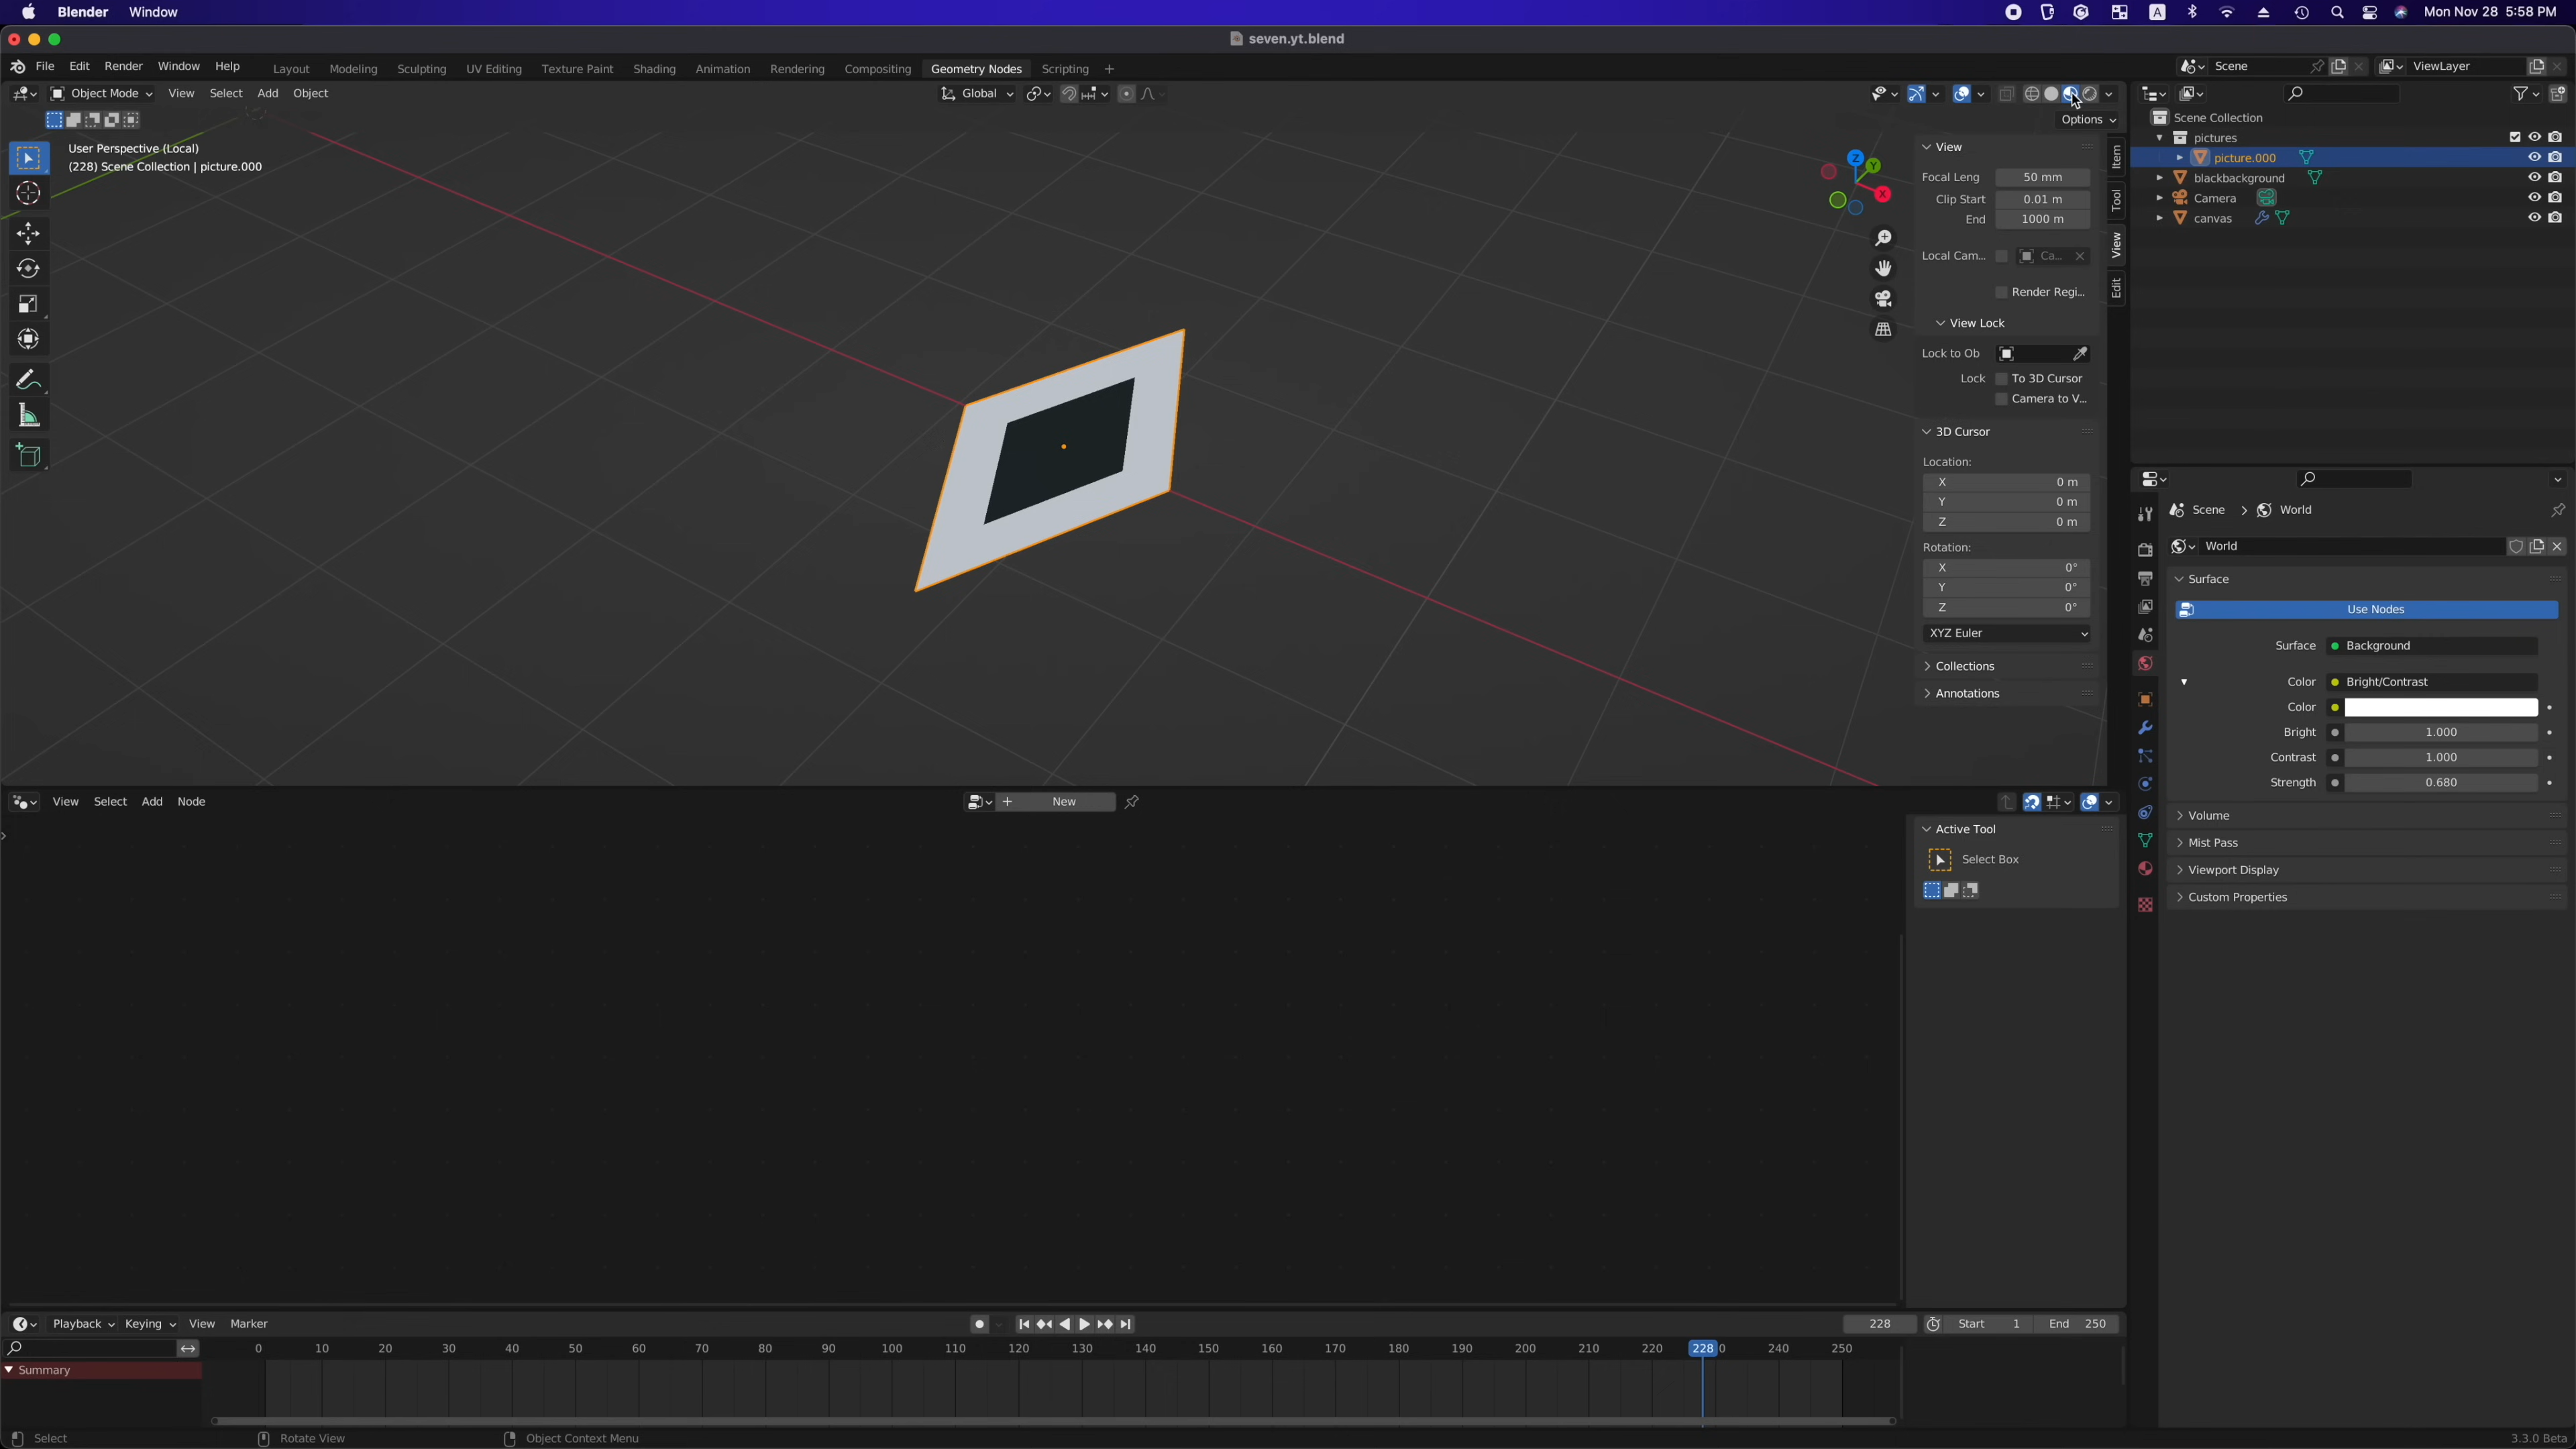 Blender Window
A Mon Nov 28 5:58 PM
seven.yt.blend
File Edit Render Window Help Layout Modeling Sculpting UV Editing Texture Paint Shading Animation Rendering Compositing Geometry Nodes Scripting +
Scene ViewLayer
Object Mode View Select Add Object Global
Options
User Perspective (Local)
(228) Scene Collection | picture.000
Z
Y
X
View
Focal Leng 50 mm
Clip Start 0.01 m
End 1000 m
Local Cam... Ca...
Render Regi...
View Lock
Lock to Ob
Lock To 3D Cursor
Camera to V...
3D Cursor
Location:
X 0 m
Y 0 m
Z 0 m
Rotation:
X 0°
Y 0°
Z 0°
XYZ Euler
Collections
Annotations
Item
Tool
View
Edit
Scene Collection
pictures
picture.000
blackbackground
Camera
canvas
Scene > World
World
Surface
Use Nodes
Surface Background
Color Bright/Contrast
Color
Bright 1.000
Contrast 1.000
Strength 0.680
Volume
Mist Pass
Viewport Display
Custom Properties
View Select Add Node + New
Active Tool
Select Box
Playback Keying View Marker 228 Start 1 End 250
0 10 20 30 40 50 60 70 80 90 100 110 120 130 140 150 160 170 180 190 200 210 220 228 0 240 250
Summary
Select Rotate View Object Context Menu 3.3.0 Beta